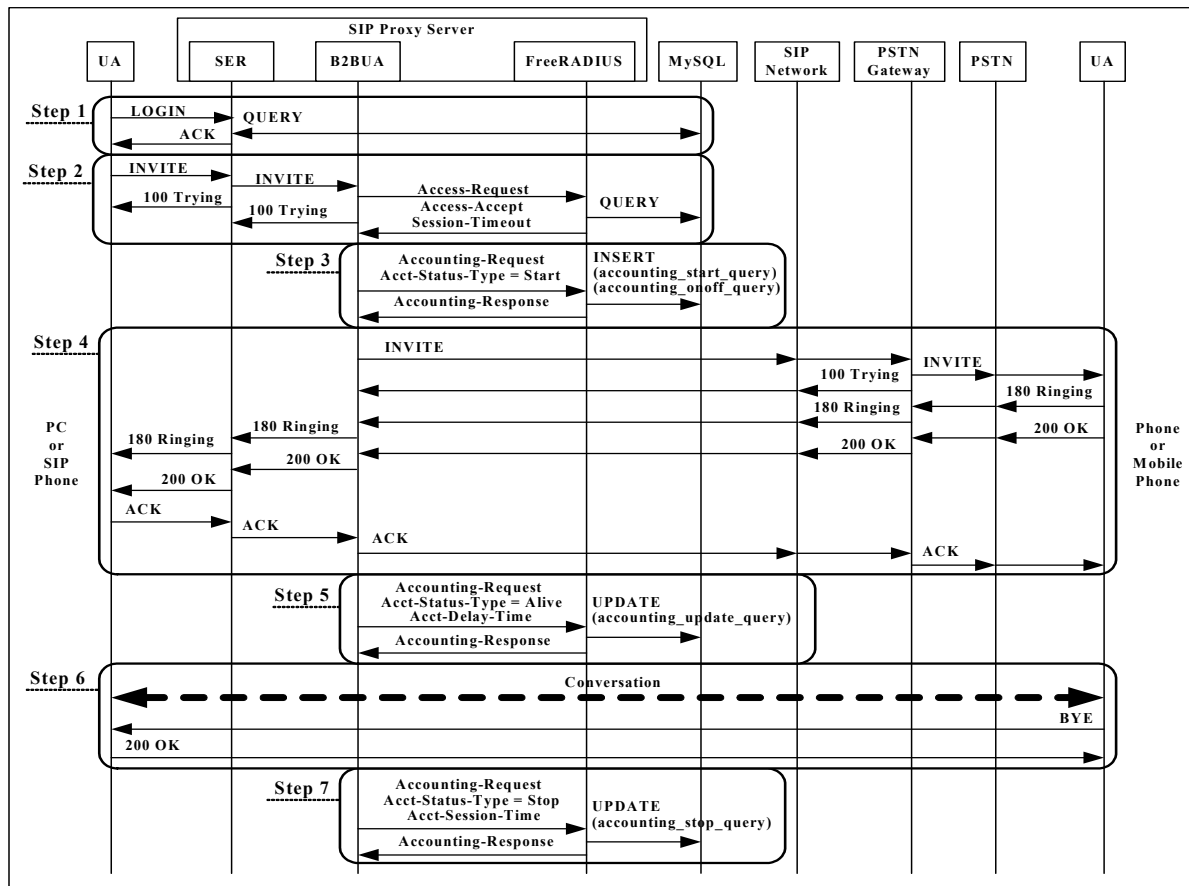 SIP Proxy Server
UA
SER
B2BUA
FreeRADIUS
MySQL
SIP
Network
PSTN
Gateway
PSTN
UA
Step 1
LOGIN
QUERY
ACK
Step 2
INVITE
INVITE
Access-Request
100 Trying
100 Trying
Access-Accept
Session-Timeout
QUERY
Step 3
Accounting-Request
Acct-Status-Type = Start
Accounting-Response
INSERT
(accounting_start_query)
(accounting_onoff_query)
Step 4
INVITE
INVITE
100 Trying
180 Ringing
180 Ringing
180 Ringing
180 Ringing
200 OK
200 OK
200 OK
200 OK
PC
or
SIP
Phone
Phone
or
Mobile
Phone
ACK
ACK
ACK
ACK
Step 5
Accounting-Request
Acct-Status-Type = Alive
Acct-Delay-Time
Accounting-Response
UPDATE
(accounting_update_query)
Step 6
Conversation
BYE
200 OK
Step 7
Accounting-Request
Acct-Status-Type = Stop
Acct-Session-Time
Accounting-Response
UPDATE
(accounting_stop_query)